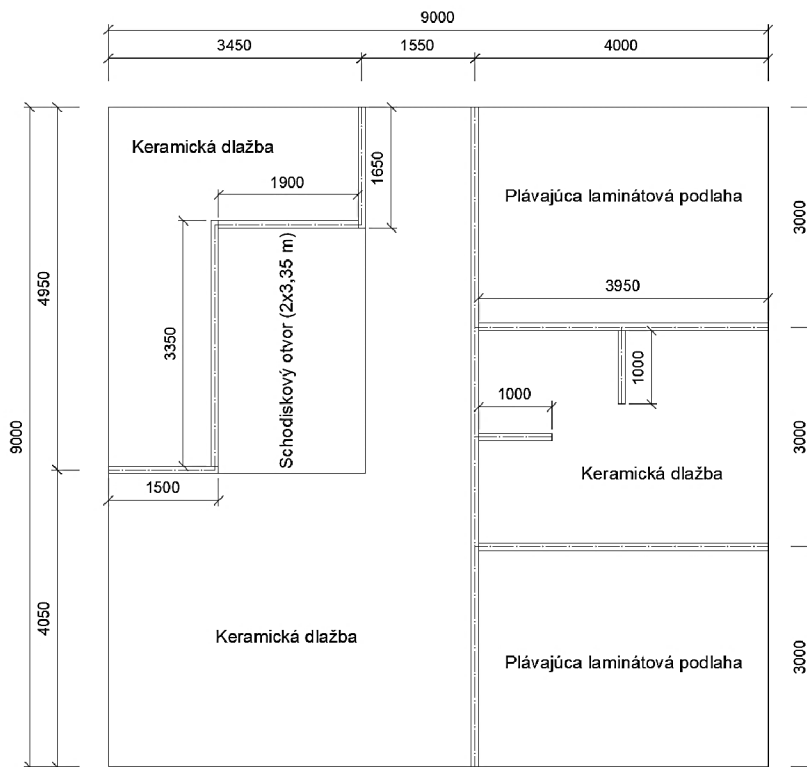 9000
3450
1550
4000
Keramická dlažba
1650
1900
Plávajúca laminátová podlaha
3000
4950
3950
Schodiskový otvor (2x3,35 m)
3350
1000
1000
9000
3000
Keramická dlažba
1500
4050
Keramická dlažba
Plávajúca laminátová podlaha
3000